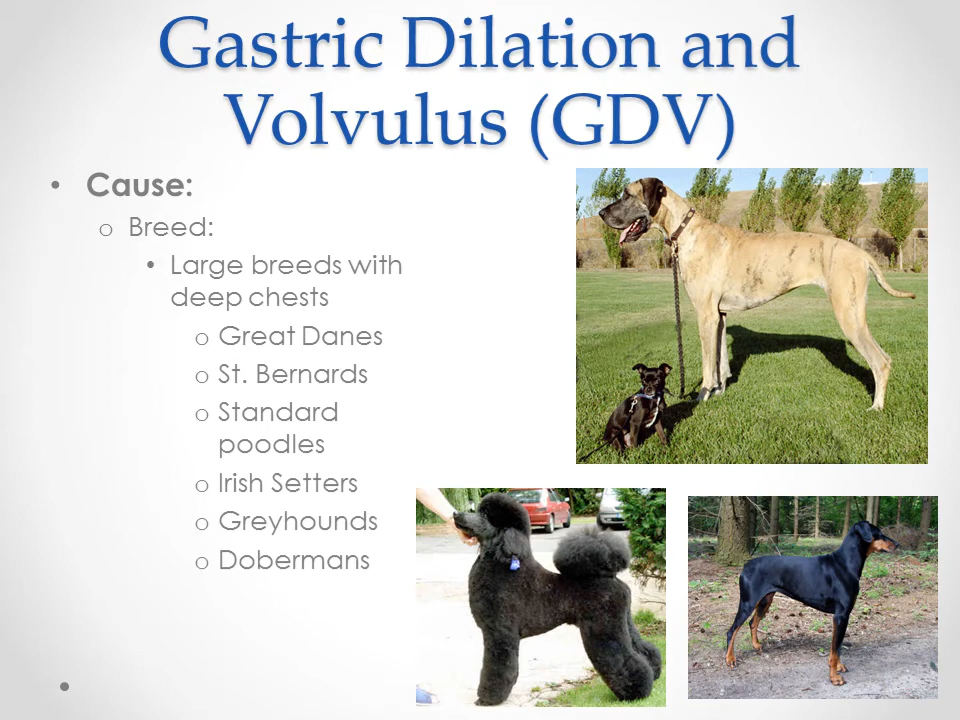 Gastric Dilation and
Volvulus (GDV)
• Cause:
o Breed:
• Large breeds with
deep chests
o Great Danes
o St. Bernards
o Standard
poodles
o Irish Setters
o Greyhounds
o Dobermans
•